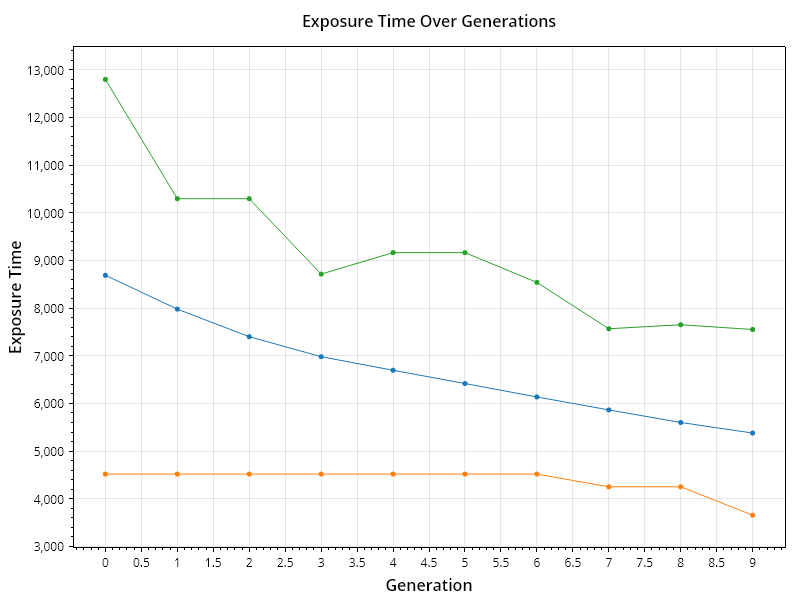 Exposure Time Over Generations
13,000
12,000
11,000
10,000
9,000
8,000
7,000
6,000
5,000
4,000
3,000
Exposure Time
0 0.5 1 1.5 2 2.5 3 3.5 4 4.5 5 5.5 6 6.5 7 7.5 8 8.5 9
Generation